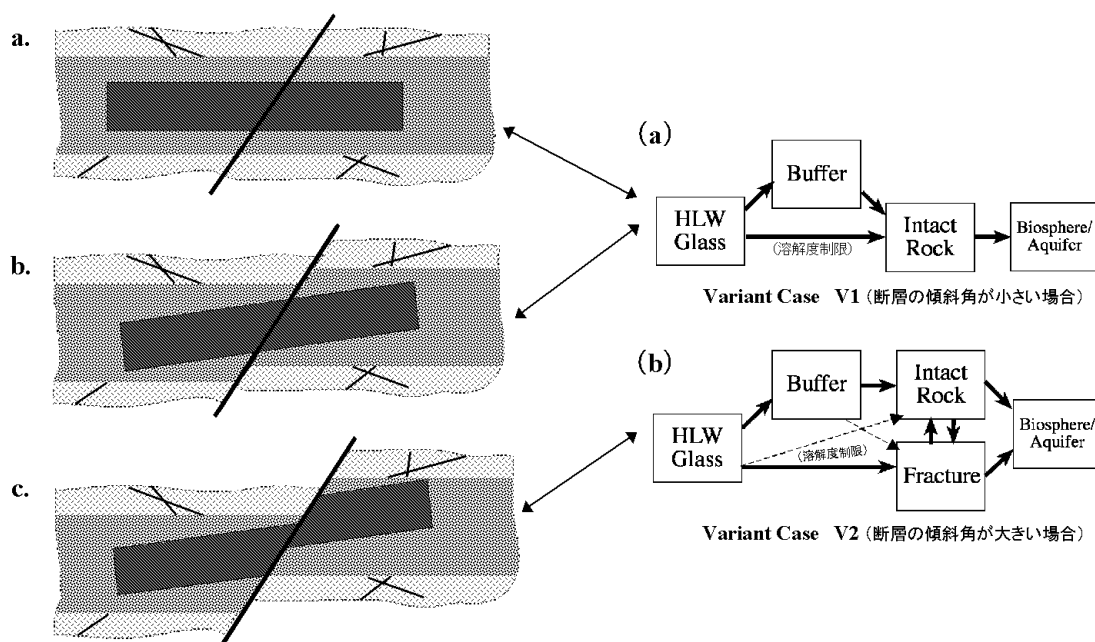 a.
b.
c.
(a)
Buffer
HLW
Glass
(溶解度制限)
Intact
Rock
Biosphere/
Aquifer
Variant Case V1 (断層の傾斜角が小さい場合)
(b)
Buffer
Intact
Rock
HLW
Glass
(溶解度制限)
Fracture
Biosphere/
Aquifer
Variant Case V2 (断層の傾斜角が大きい場合)